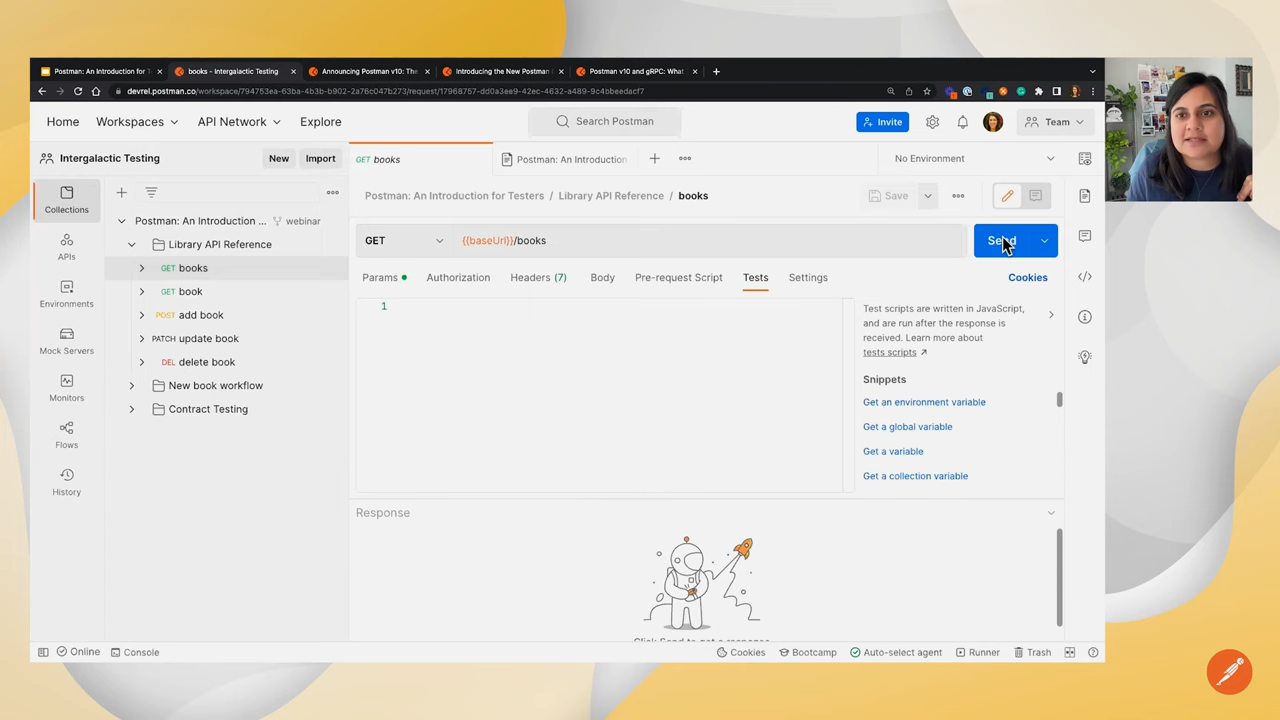 Postman: An Introduction for T
books - Intergalactic Testing
Announcing Postman v10: The
Introducing the New Postman
Postman v10 and gRPC: What
devrel.postman.co/workspace/794753ea-63ba-4b3b-b902-2a76c047b273/request/17968757-dd0a3ee9-42ec-4632-a489-9c4bbeedacf7
Home
Workspaces
API Network
Explore
Search Postman
Invite
Team
Intergalactic Testing
New
Import
GET books
Postman: An Introduction
No Environment
Collections
APIs
Environments
Mock Servers
Monitors
Flows
History
Postman: An Introduction ...
webinar
Library API Reference
GET books
GET book
POST add book
PATCH update book
DEL delete book
New book workflow
Contract Testing
Postman: An Introduction for Testers / Library API Reference / books
Save
GET
{{baseUrl}}/books
Send
Params
Authorization
Headers (7)
Body
Pre-request Script
Tests
Settings
Cookies
1
Test scripts are written in JavaScript,
and are run after the response is
received. Learn more about
tests scripts
Snippets
Get an environment variable
Get a global variable
Get a variable
Get a collection variable
Response
Click Send to get a response
Online
Console
Cookies
Bootcamp
Auto-select agent
Runner
Trash